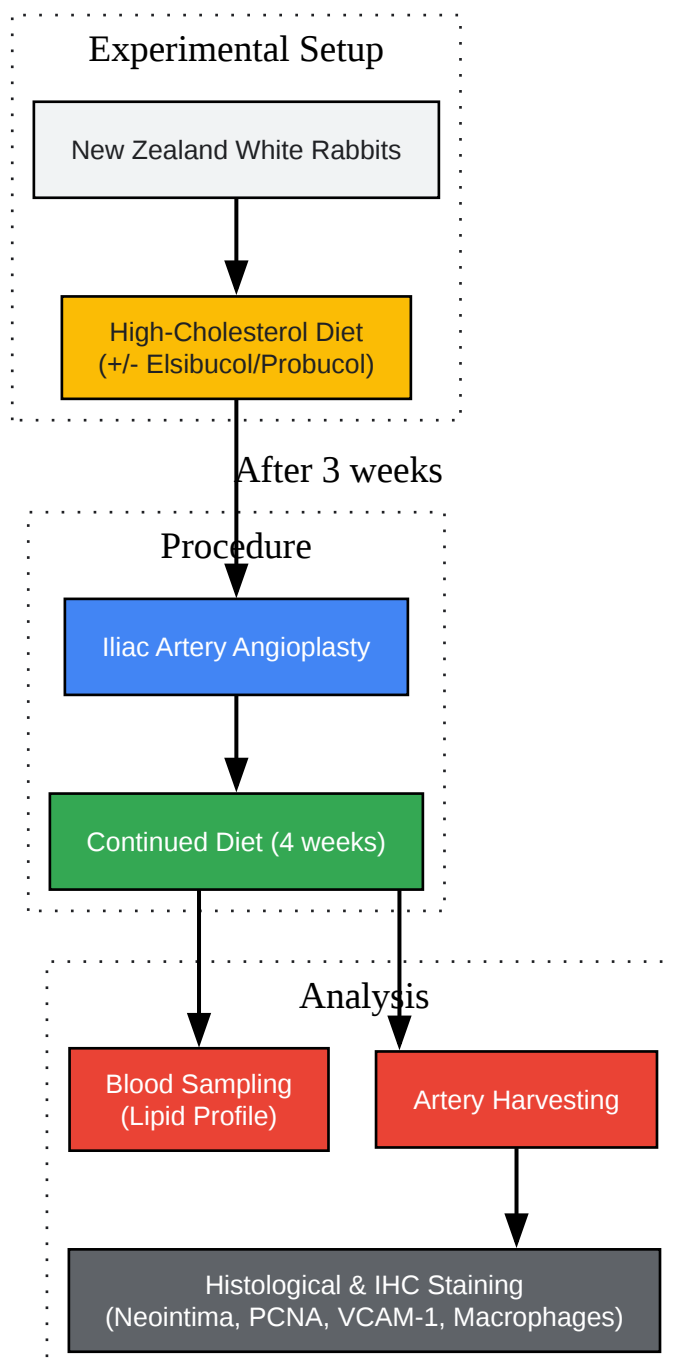 Experimental Setup
New Zealand White Rabbits
High-Cholesterol Diet
(+/- Elsibucol/Probucol)
After 3 weeks
Procedure
Iliac Artery Angioplasty
Continued Diet (4 weeks)
Analysis
Blood Sampling
(Lipid Profile)
Artery Harvesting
Histological & IHC Staining
(Neointima, PCNA, VCAM-1, Macrophages)